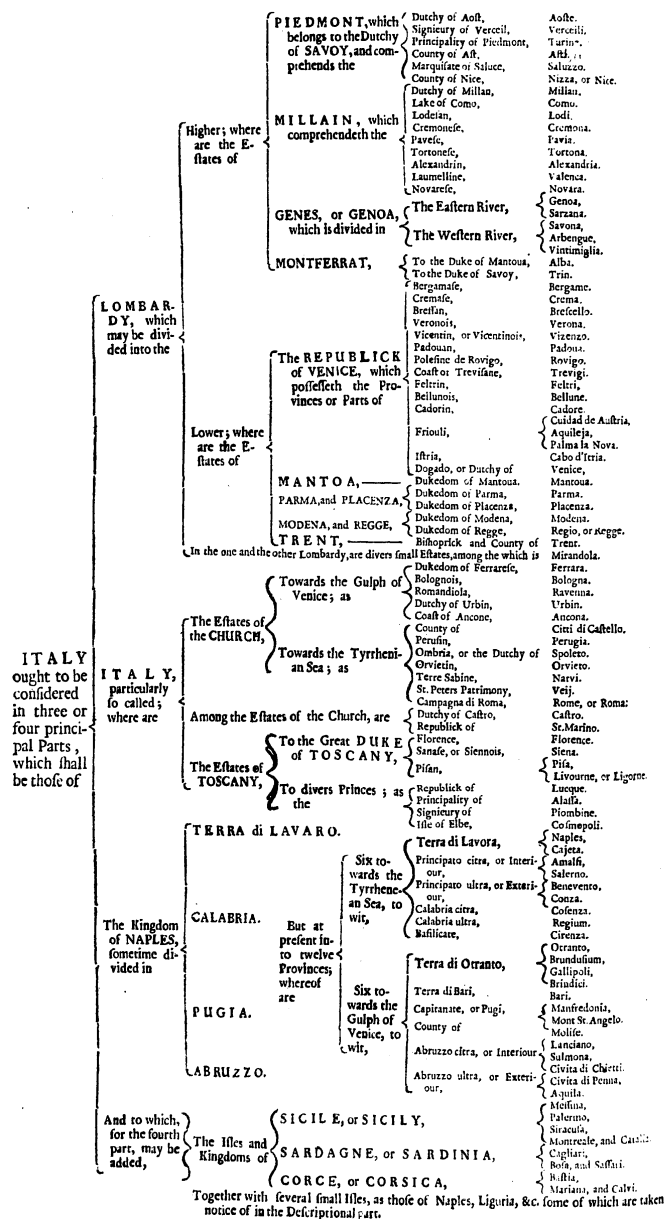 ITALY
ought to be
conſidered
in three or
four princi-
pal Parts,
which ſhall
be thoſe of
LOMBAR-
DY, which
may be divi-
ded into the
Higher; where
are the E-
ſtates of
PIEDMONT, which
belongs to the Dutchy
of SAVOY, and com-
prehends the
Dutchy of Aoſt, Aoſte.
Signieury of Verceil, Verceili.
Principality of Piedmont, Turin.
County of Aſt, Aſti.
Marquiſate of Saluce, Saluzzo.
County of Nice, Nizza, or Nice.
MILLAIN, which
comprehendeth the
Dutchy of Millan, Millan.
Lake of Como, Como.
Lodeſan, Lodi.
Cremoneſe, Cremona.
Paveſe, Pavia.
Tortoneſe, Tortona.
Alexandrin, Alexandria.
Laumelline, Valenca.
Novareſe, Novara.
GENES, or GENOA,
which is divided in
The Eaſtern River,
Genoa,
Sarzana.
The Weſtern River,
Savona,
Arbengue,
Vintimiglia.
MONTFERRAT,
To the Duke of Mantoua, Alba.
To the Duke of Savoy, Trin.
Lower; where
are the E-
ſtates of
The REPUBLICK
of VENICE, which
poſſeſſeth the Pro-
vinces or Parts of
Bergamaſe, Bergame.
Cremaſe, Crema.
Breſſan, Breſcello.
Veronois, Verona.
Vicentin, or Vicentinois, Vizenzo.
Padouan, Padoua.
Poleſine de Rovigo, Rovigo.
Coaſt or Treviſane, Trevigi.
Feltrin, Feltri,
Bellunois, Bellune.
Cadorin, Cadore.
Friouli,
Cuidad de Auſtria,
Aquileja,
Palma la Nova.
Iſtria, Cabo d'Iſtria.
Dogado, or Dutchy of Venice,
MANTOA, Dukedom of Mantoua. Mantoua.
PARMA, and PLACENZA,
Dukedom of Parma, Parma.
Dukedom of Placenza, Placenza.
MODENA, and REGGE,
Dukedom of Modena, Modena.
Dukedom of Regge, Regio, or Regge.
TRENT, Biſhoprick and County of Trent.
In the one and the other Lombardy, are divers ſmall Eſtates, among the which is Mirandola.
ITALY,
particularly
ſo called;
where are
The Eſtates of
the CHURCH,
Towards the Gulph of
Venice; as
Dukedom of Ferrareſe, Ferrara.
Bolognois, Bologna.
Romandiola, Ravenna.
Dutchy of Urbin, Urbin.
Coaſt of Ancone, Ancona.
Towards the Tyrrheni-
an Sea; as
County of Citti di Caſtello.
Peruſin, Perugia.
Ombria, or the Dutchy of Spoleto.
Orvietin, Orvieto.
Terre Sabine, Narvi.
St. Peters Patrimony, Veij.
Campagna di Roma, Rome, or Roma:
Among the Eſtates of the Church, are
Dutchy of Caſtro, Caſtro.
Republick of St. Marino.
The Eſtates of
TOSCANY,
To the Great DUKE
of TOSCANY,
Florence, Florence.
Sanaſe, or Siennois, Siena.
Piſan,
Piſa,
Livourne, or Ligorne.
To divers Princes; as
the
Republick of Lucque.
Principality of Alaſſa.
Signieury of Piombine.
Iſle of Elbe, Coſmopoli.
The Kingdom
of NAPLES,
ſometime di-
vided in
TERRA di LAVARO.
CALABRIA.
PUGIA.
ABRUZZO.
But at
preſent in-
to twelve
Provinces;
whereof
are
Six to-
wards the
Tyrrhene-
an Sea, to
wit,
Terra di Lavora,
Naples,
Cajeta.
Principato citra, or Interi-
our,
Amalfi,
Salerno.
Principato ultra, or Exteri-
our,
Benevento,
Conza.
Calabria citra, Coſenza.
Calabria ultra, Regium.
Baſilicate, Cirenza.
Six to-
wards the
Gulph of
Venice, to
wit,
Terra di Otranto,
Otranto,
Brunduſium,
Gallipoli,
Brindici.
Terra di Bari, Bari.
Capitanate, or Pugi,
Manfredonia,
Mont St. Angelo.
County of Moliſe.
Abruzzo citra, or Interiour
Lanciano,
Sulmona,
Civita di Chietti.
Abruzzo ultra, or Exteri-
our,
Civita di Penna,
Aquila.
And to which,
for the fourth
part, may be
added,
The Iſles and
Kingdoms of
SICILE, or SICILY,
Meſſina,
Palermo,
Siracuſa,
Montreale, and
SARDAGNE, or SARDINIA,
Cagliari,
Boſa, and Saſſari.
CORCE, or CORSICA,
Baſtia,
Mariana, and Calvi.
Together with ſeveral ſmall Iſles, as thoſe of Naples, Liguria, &c. ſome of which are taken
notice of in the Deſcriptional part.